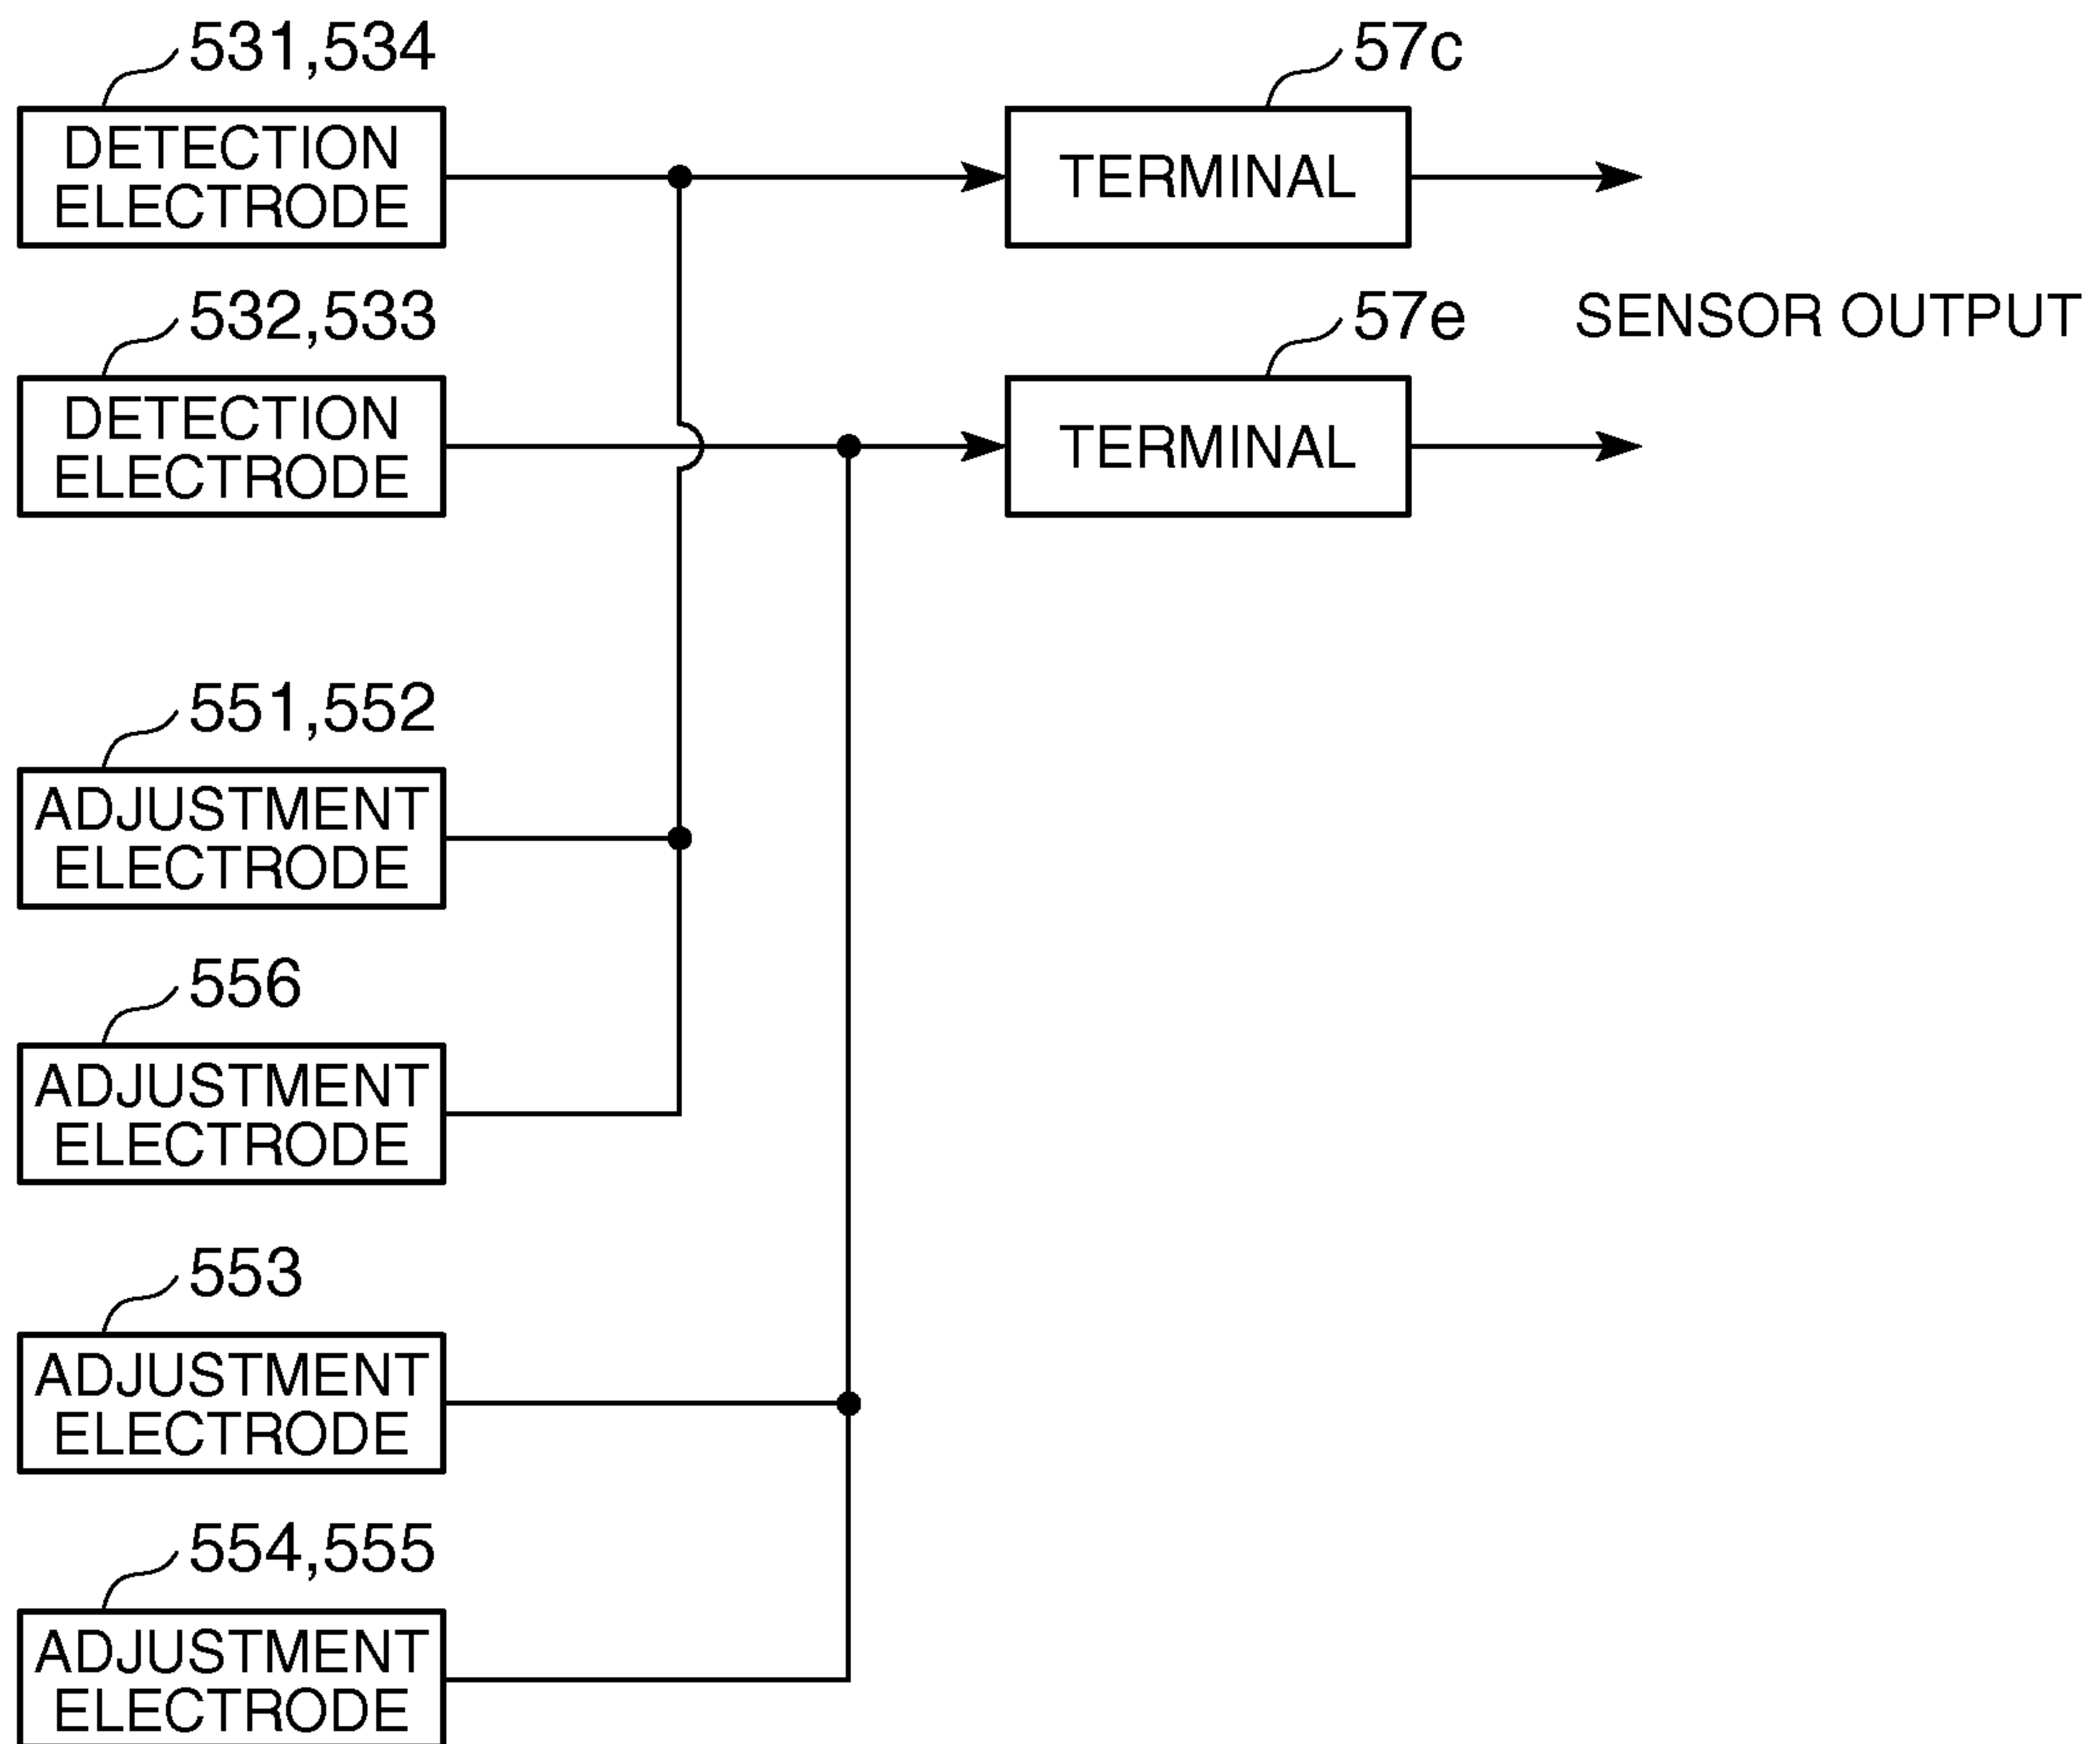 531,534
DETECTION
ELECTRODE
57c
TERMINAL
532,533
DETECTION
ELECTRODE
57e
TERMINAL
SENSOR OUTPUT
551,552
ADJUSTMENT
ELECTRODE
556
ADJUSTMENT
ELECTRODE
553
ADJUSTMENT
ELECTRODE
554,555
ADJUSTMENT
ELECTRODE